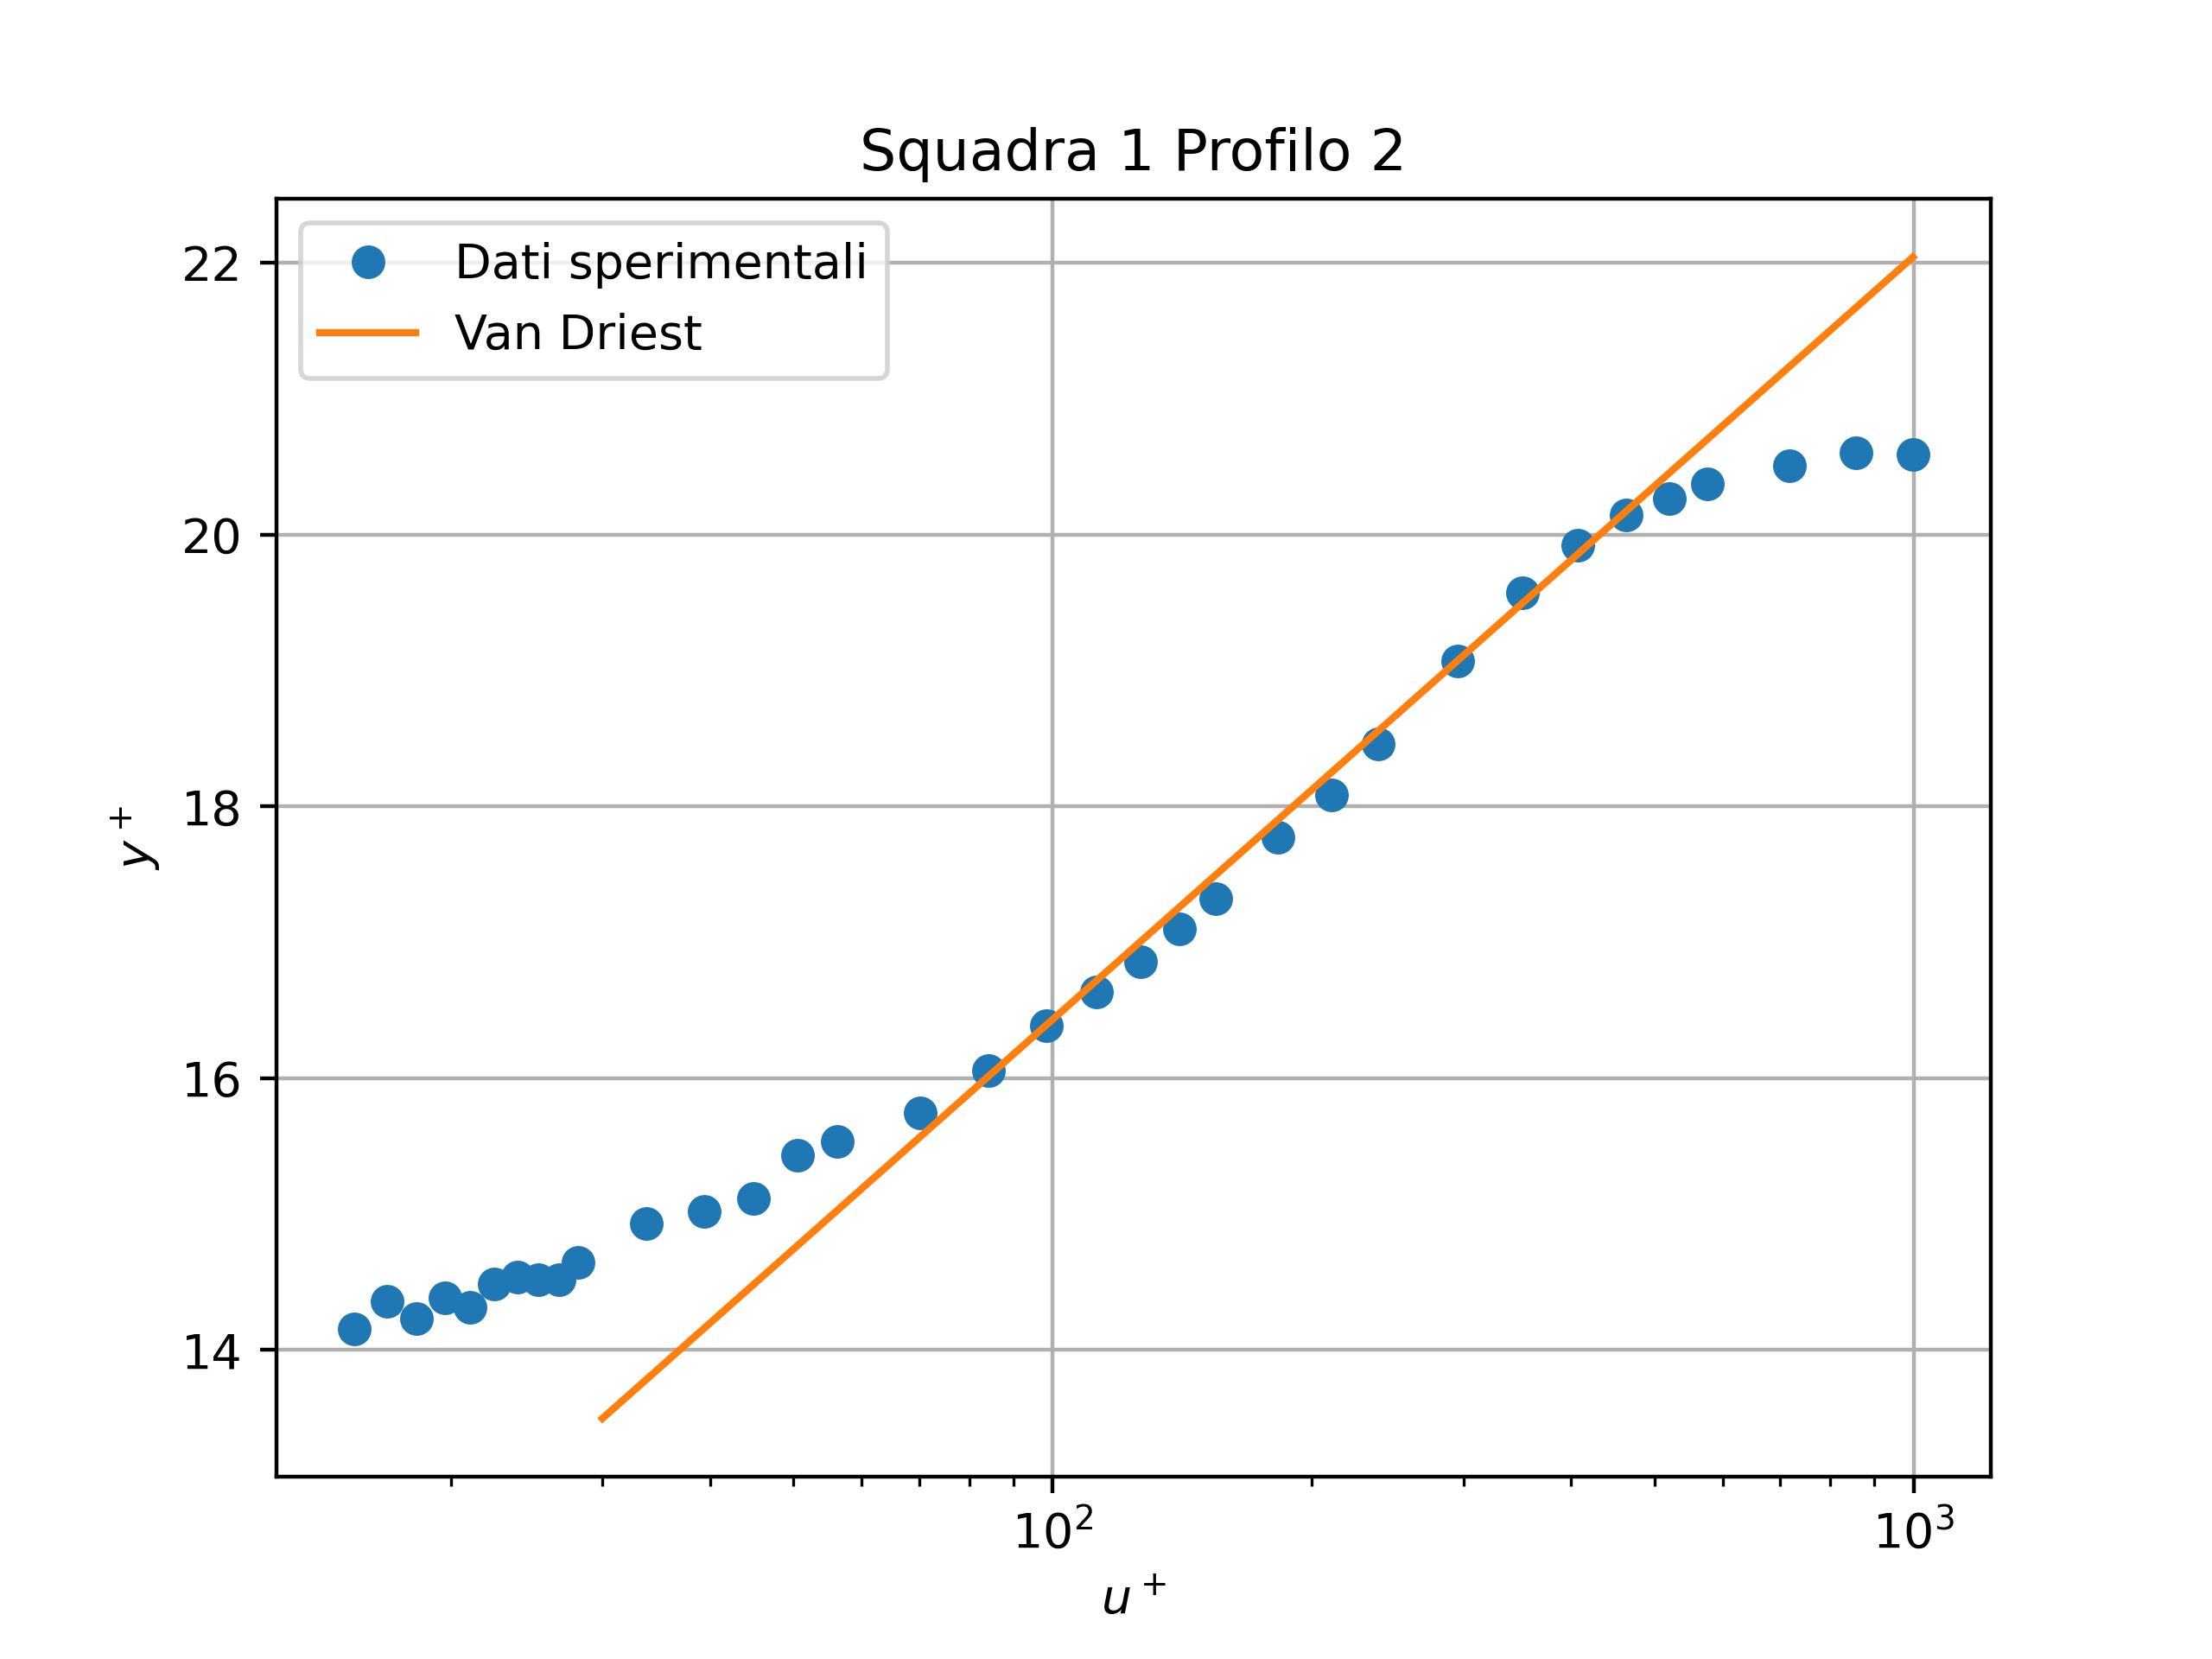 Squadra 1 Profilo 2
Dati sperimentali
Van Driest
22
20
18
16
14
y⁺
10² 10³
u⁺